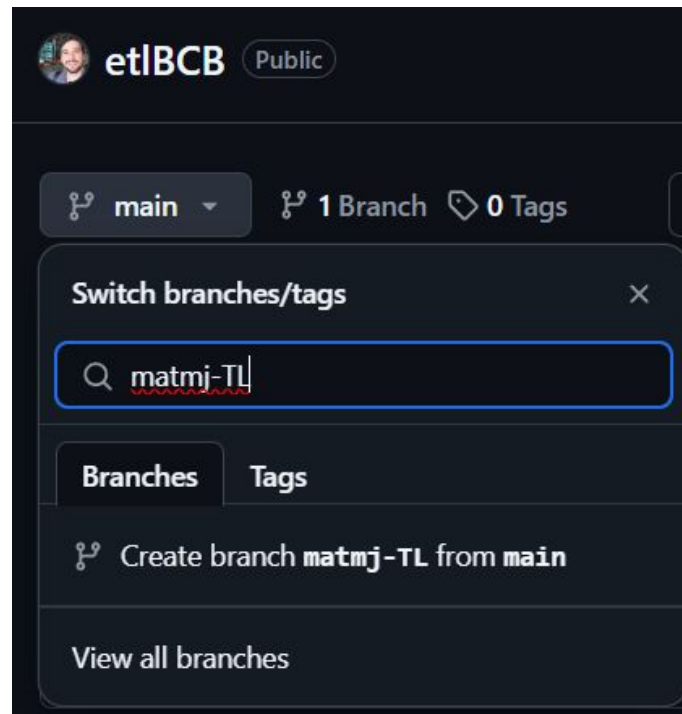 etlBCB Public
main 1 Branch 0 Tags
Switch branches/tags
matmj-TL
Branches Tags
Create branch matmj-TL from main
View all branches